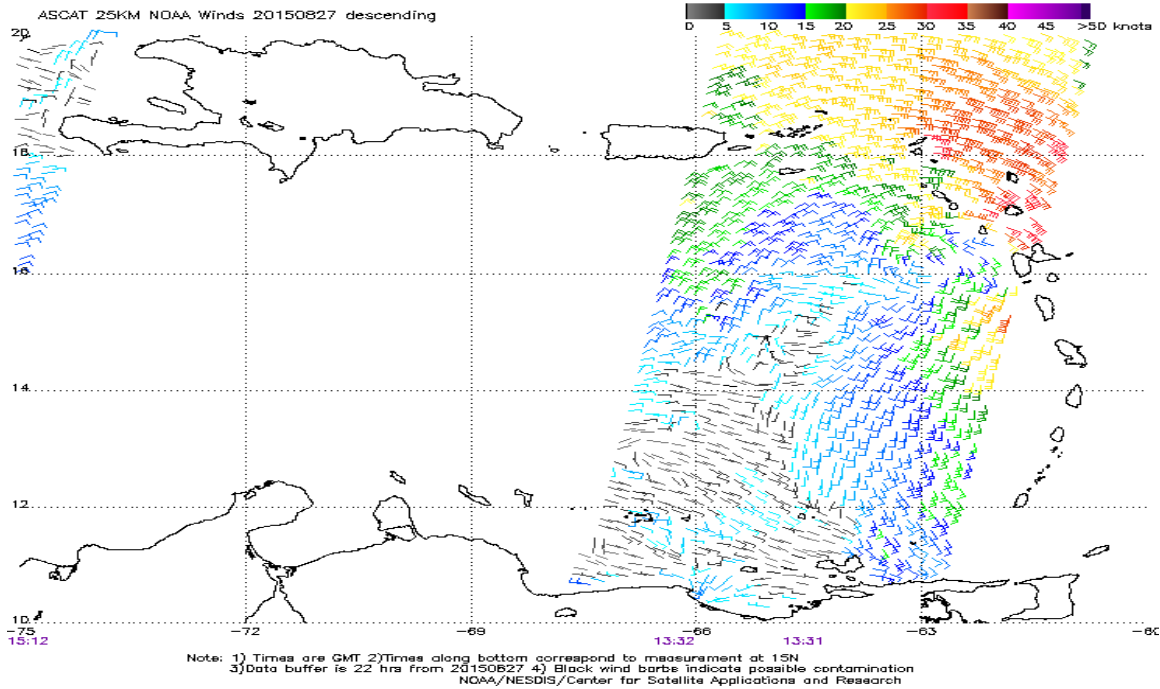 ASCAT 25KM NOAA Winds 20150827 descending
0 5 10 15 20 25 30 35 40 45 >50 knots
20
18
16
14
12
10
-75 -72 -69 -66 -63 -60
15:12 13:32 13:31
Note: 1) Times are GMT 2)Times along bottom correspond to measurement at 15N
3)Data buffer is 22 hrs from 20150827 4) Black wind barbs indicate possible contamination
NOAA/NESDIS/Center for Satellite Applications and Research